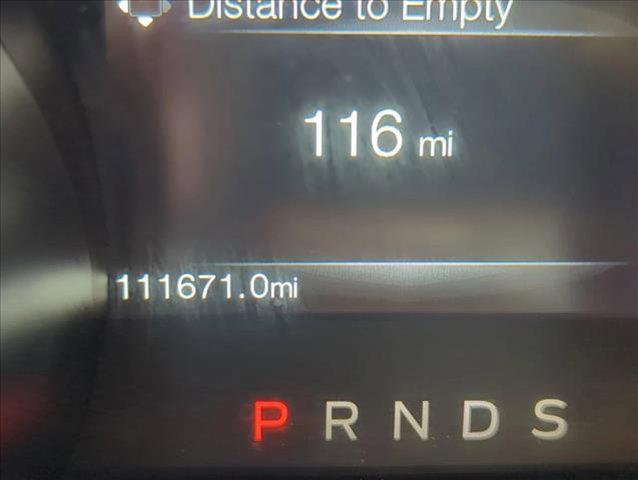 Distance to Empty
116 mi
111671.0mi
P R N D S